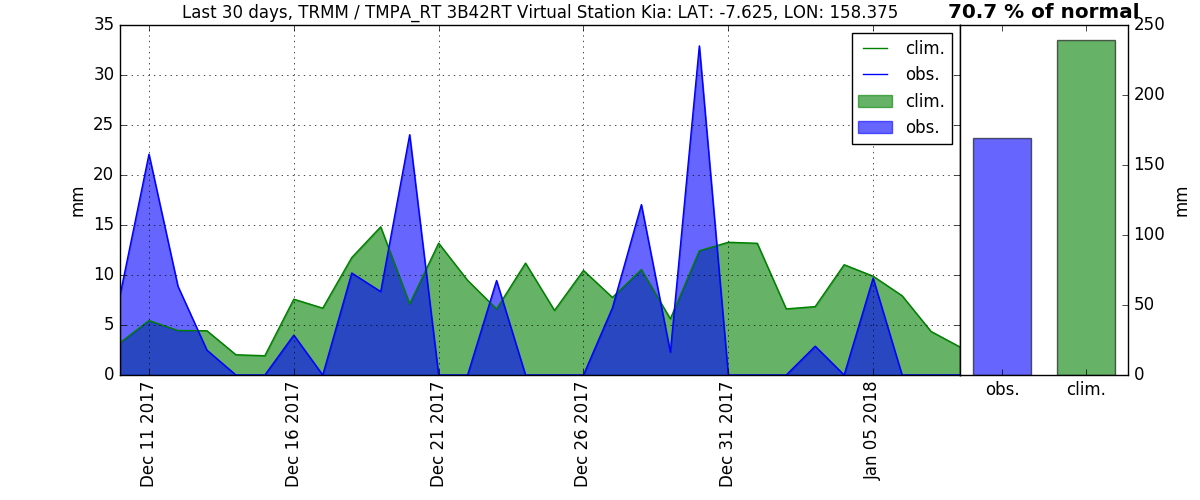 Last 30 days, TRMM / TMPA_RT 3B42RT Virtual Station Kia: LAT: -7.625, LON: 158.375
70.7 % of normal
35
30
25
20
15
10
5
0
mm
clim.
obs.
clim.
obs.
250
200
150
100
50
0
mm
obs.
clim.
Dec 11 2017
Dec 16 2017
Dec 21 2017
Dec 26 2017
Dec 31 2017
Jan 05 2018